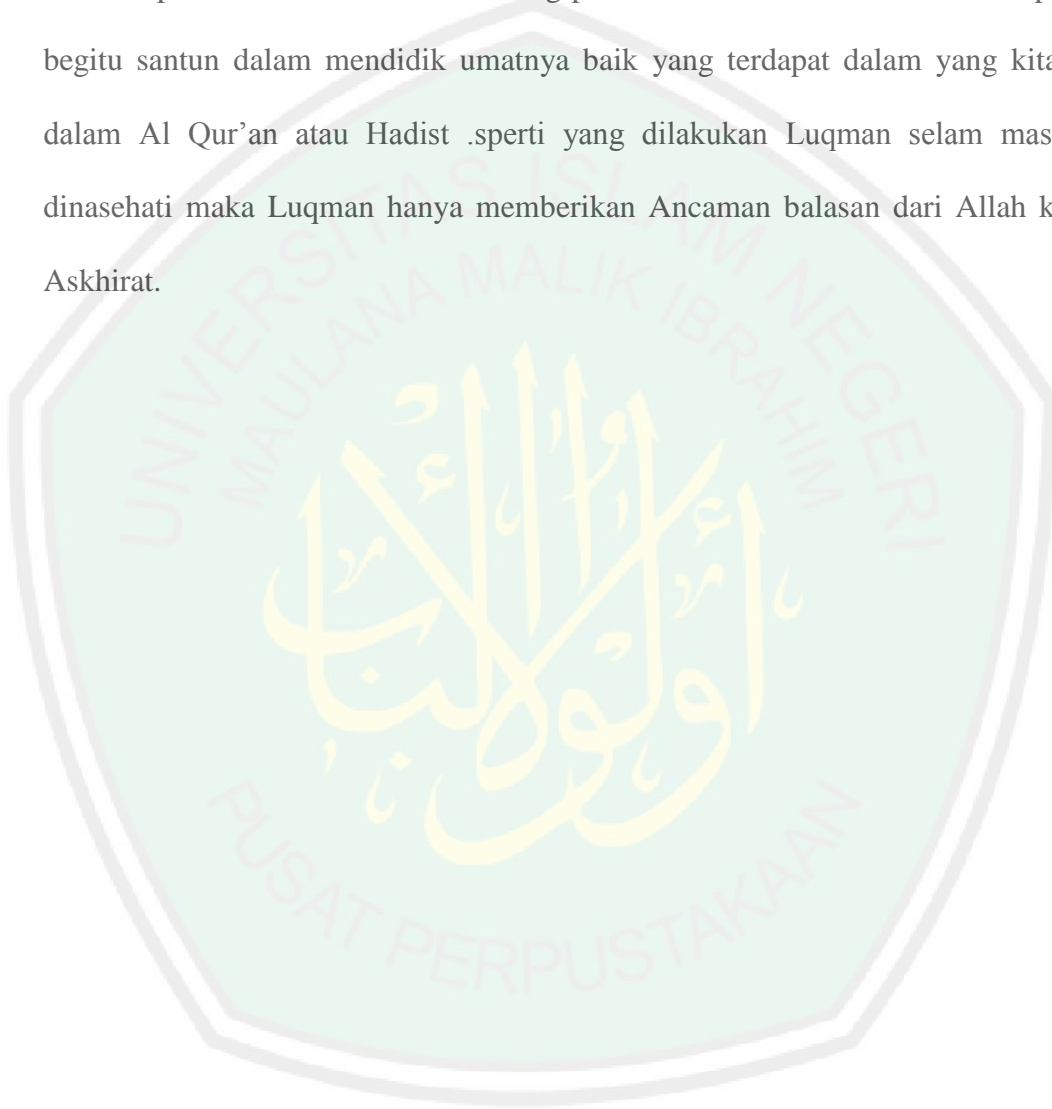 begitu santun dalam mendidik umatnya baik yang terdapat dalam yang kita
dalam Al Qur’an atau Hadist .sperti yang dilakukan Luqman selam mas
dinasehati maka Luqman hanya memberikan Ancaman balasan dari Allah k
Askhirat.
UNIVERSITAS ISLAM NEGERI
MAULANA MALIK IBRAHIM
أولوا الألباب
PUSAT PERPUSTAKAAN